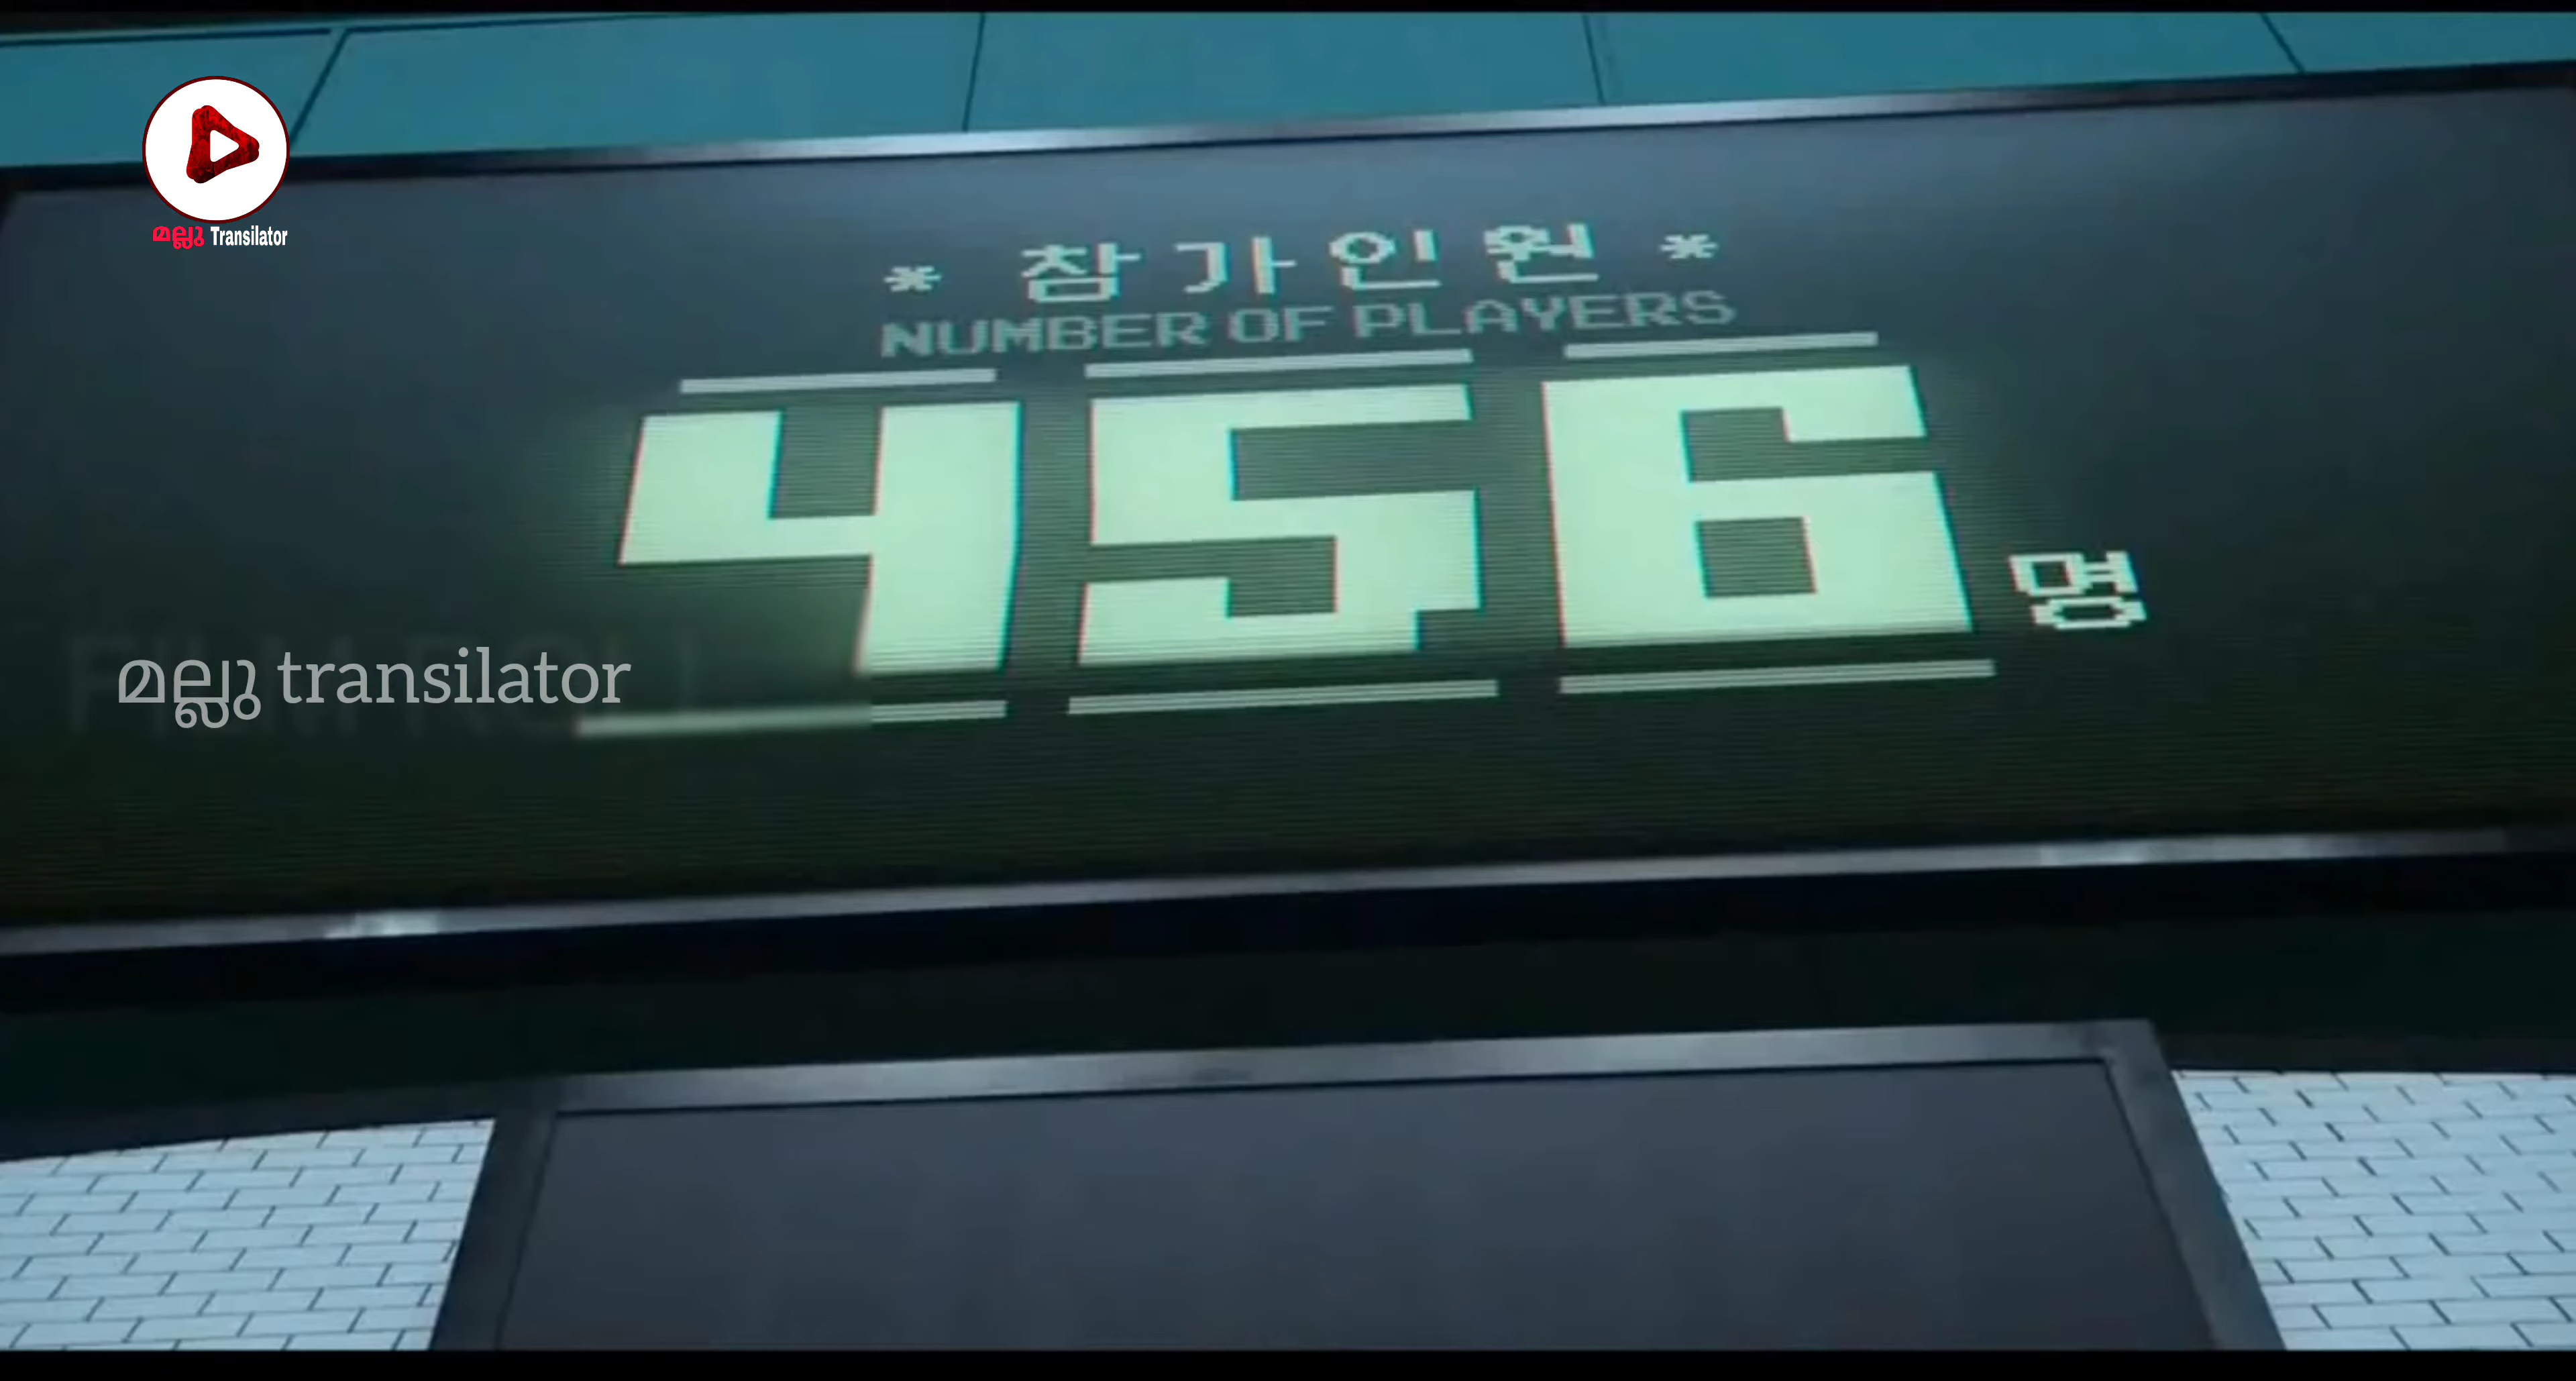 മല്ലു Transilator
* 참가인원 *
NUMBER OF PLAYERS
456명
മല്ലു transilator